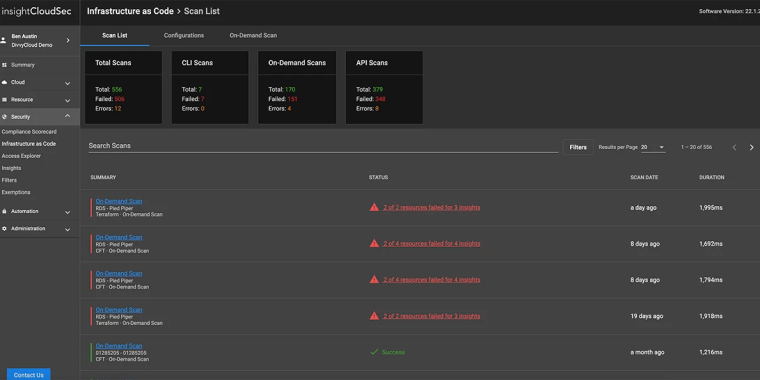 insightCloudSec
Infrastructure as Code > Scan List
Software Version: 22.1.2
Ben Austin
DivvyCloud Demo
Scan List
Configurations
On-Demand Scan
Summary
Cloud
Resource
Security
Compliance Scorecard
Infrastructure as Code
Access Explorer
Insights
Filters
Exemptions
Automation
Administration
Contact Us
Total Scans
Total: 556
Failed: 506
Errors: 12
CLI Scans
Total: 7
Failed: 7
Errors: 0
On-Demand Scans
Total: 170
Failed: 151
Errors: 4
API Scans
Total: 379
Failed: 348
Errors: 8
Search Scans
Filters
Results per Page 20
1 – 20 of 556
SUMMARY STATUS SCAN DATE DURATION
On-Demand Scan
RDS - Pied Piper
Terraform - On-Demand Scan
2 of 2 resources failed for 3 insights
a day ago
1,995ms
On-Demand Scan
RDS - Pied Piper
CFT - On-Demand Scan
2 of 4 resources failed for 4 insights
8 days ago
1,692ms
On-Demand Scan
RDS - Pied Piper
CFT - On-Demand Scan
2 of 4 resources failed for 4 insights
8 days ago
1,794ms
On-Demand Scan
RDS - Pied Piper
Terraform - On-Demand Scan
2 of 2 resources failed for 3 insights
19 days ago
1,918ms
On-Demand Scan
01285205 - 01285205
CFT - On-Demand Scan
Success
a month ago
1,216ms